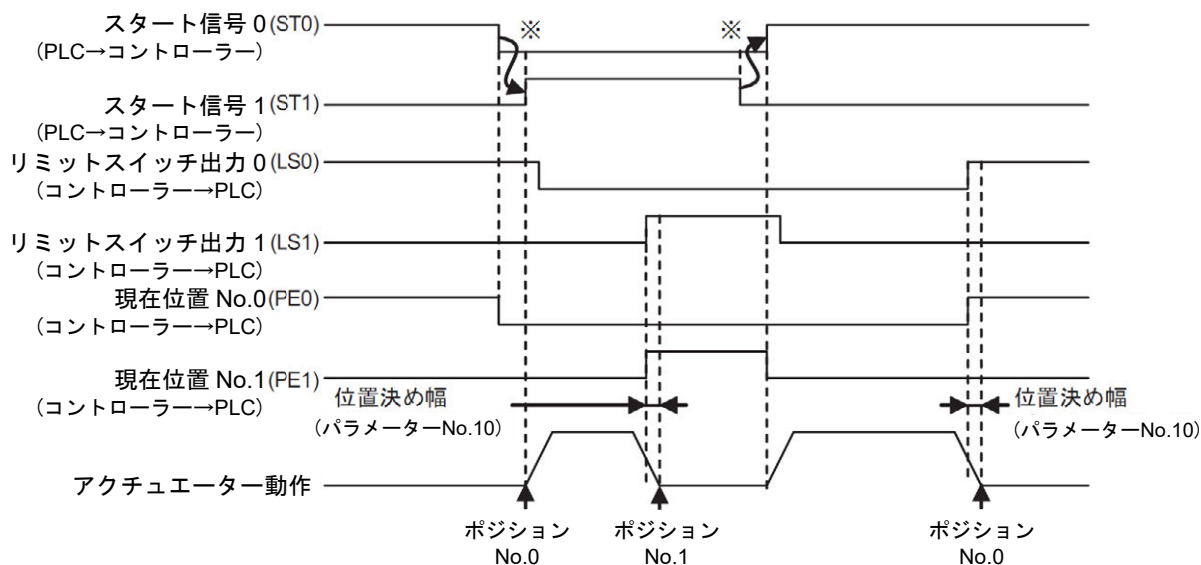 スタート信号 0(ST0)
(PLC→コントローラー)
※
※
スタート信号 1(ST1)
(PLC→コントローラー)
リミットスイッチ出力 0(LS0)
(コントローラー→PLC)
リミットスイッチ出力 1(LS1)
(コントローラー→PLC)
現在位置 No.0(PE0)
(コントローラー→PLC)
現在位置 No.1(PE1)
(コントローラー→PLC)
位置決め幅
(パラメーターNo.10)
位置決め幅
(パラメーターNo.10)
アクチュエーター動作
ポジション
No.0
ポジション
No.1
ポジション
No.0